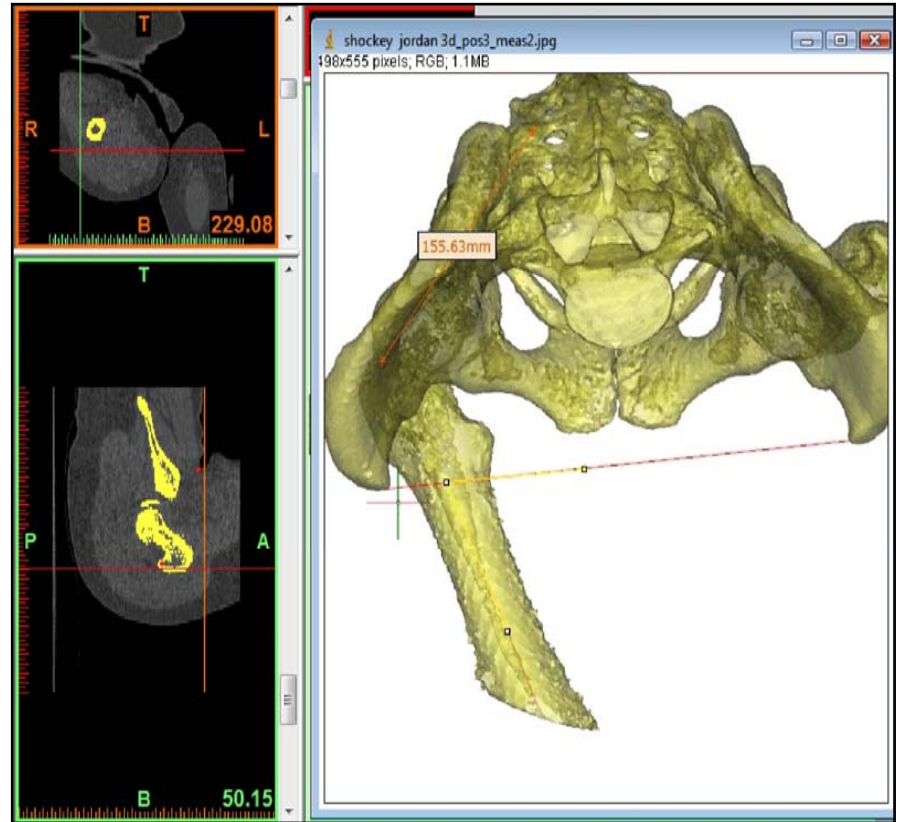 T
R
L
B
229.08
T
P
A
B
50.15
shockey jordan 3d_pos3_meas2.jpg
498x555 pixels; RGB; 1.1MB
155.63mm